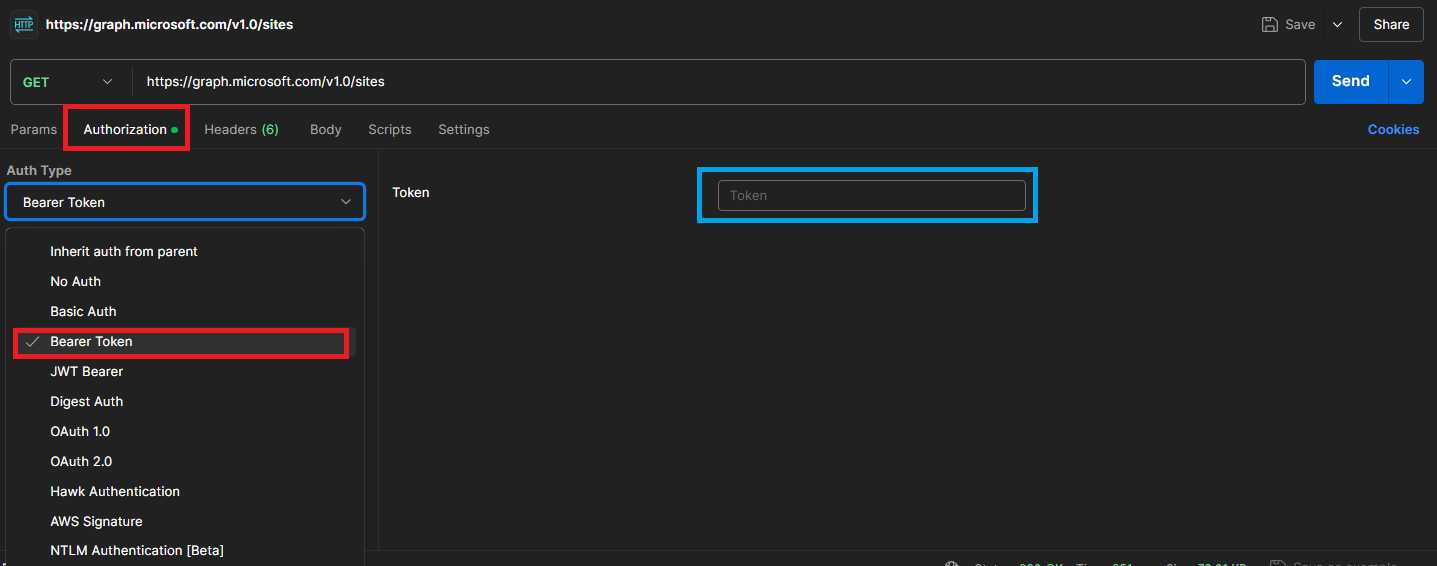 HTTP https://graph.microsoft.com/v1.0/sites Save Share
GET https://graph.microsoft.com/v1.0/sites Send
Params Authorization Headers (6) Body Scripts Settings Cookies
Auth Type
Bearer Token
Token Token
Inherit auth from parent
No Auth
Basic Auth
Bearer Token
JWT Bearer
Digest Auth
OAuth 1.0
OAuth 2.0
Hawk Authentication
AWS Signature
NTLM Authentication [Beta]